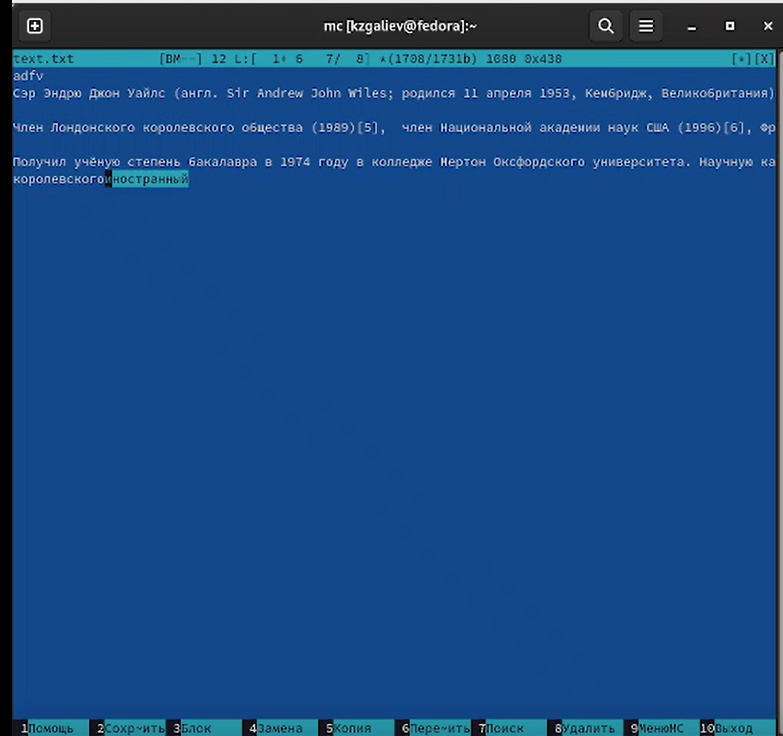 mc [kzgaliev@fedora]:~
text.txt [BM--] 12 L:[ 1+ 6 7/ 8] *(1708/1731b) 1080 0x438 [*][X]
adfv
Сэр Эндрю Джон Уайлс (англ. Sir Andrew John Wiles; родился 11 апреля 1953, Кембридж, Великобритания)
Член Лондонского королевского общества (1989)[5], член Национальной академии наук США (1996)[6], Фр
Получил учёную степень бакалавра в 1974 году в колледже Мертон Оксфордского университета. Научную ка
королевскогоиностранный
1Помощь 2Сохр~ить 3Блок 4Замена 5Копия 6Пере~ить 7Поиск 8Удалить 9МенюMC 10Выход